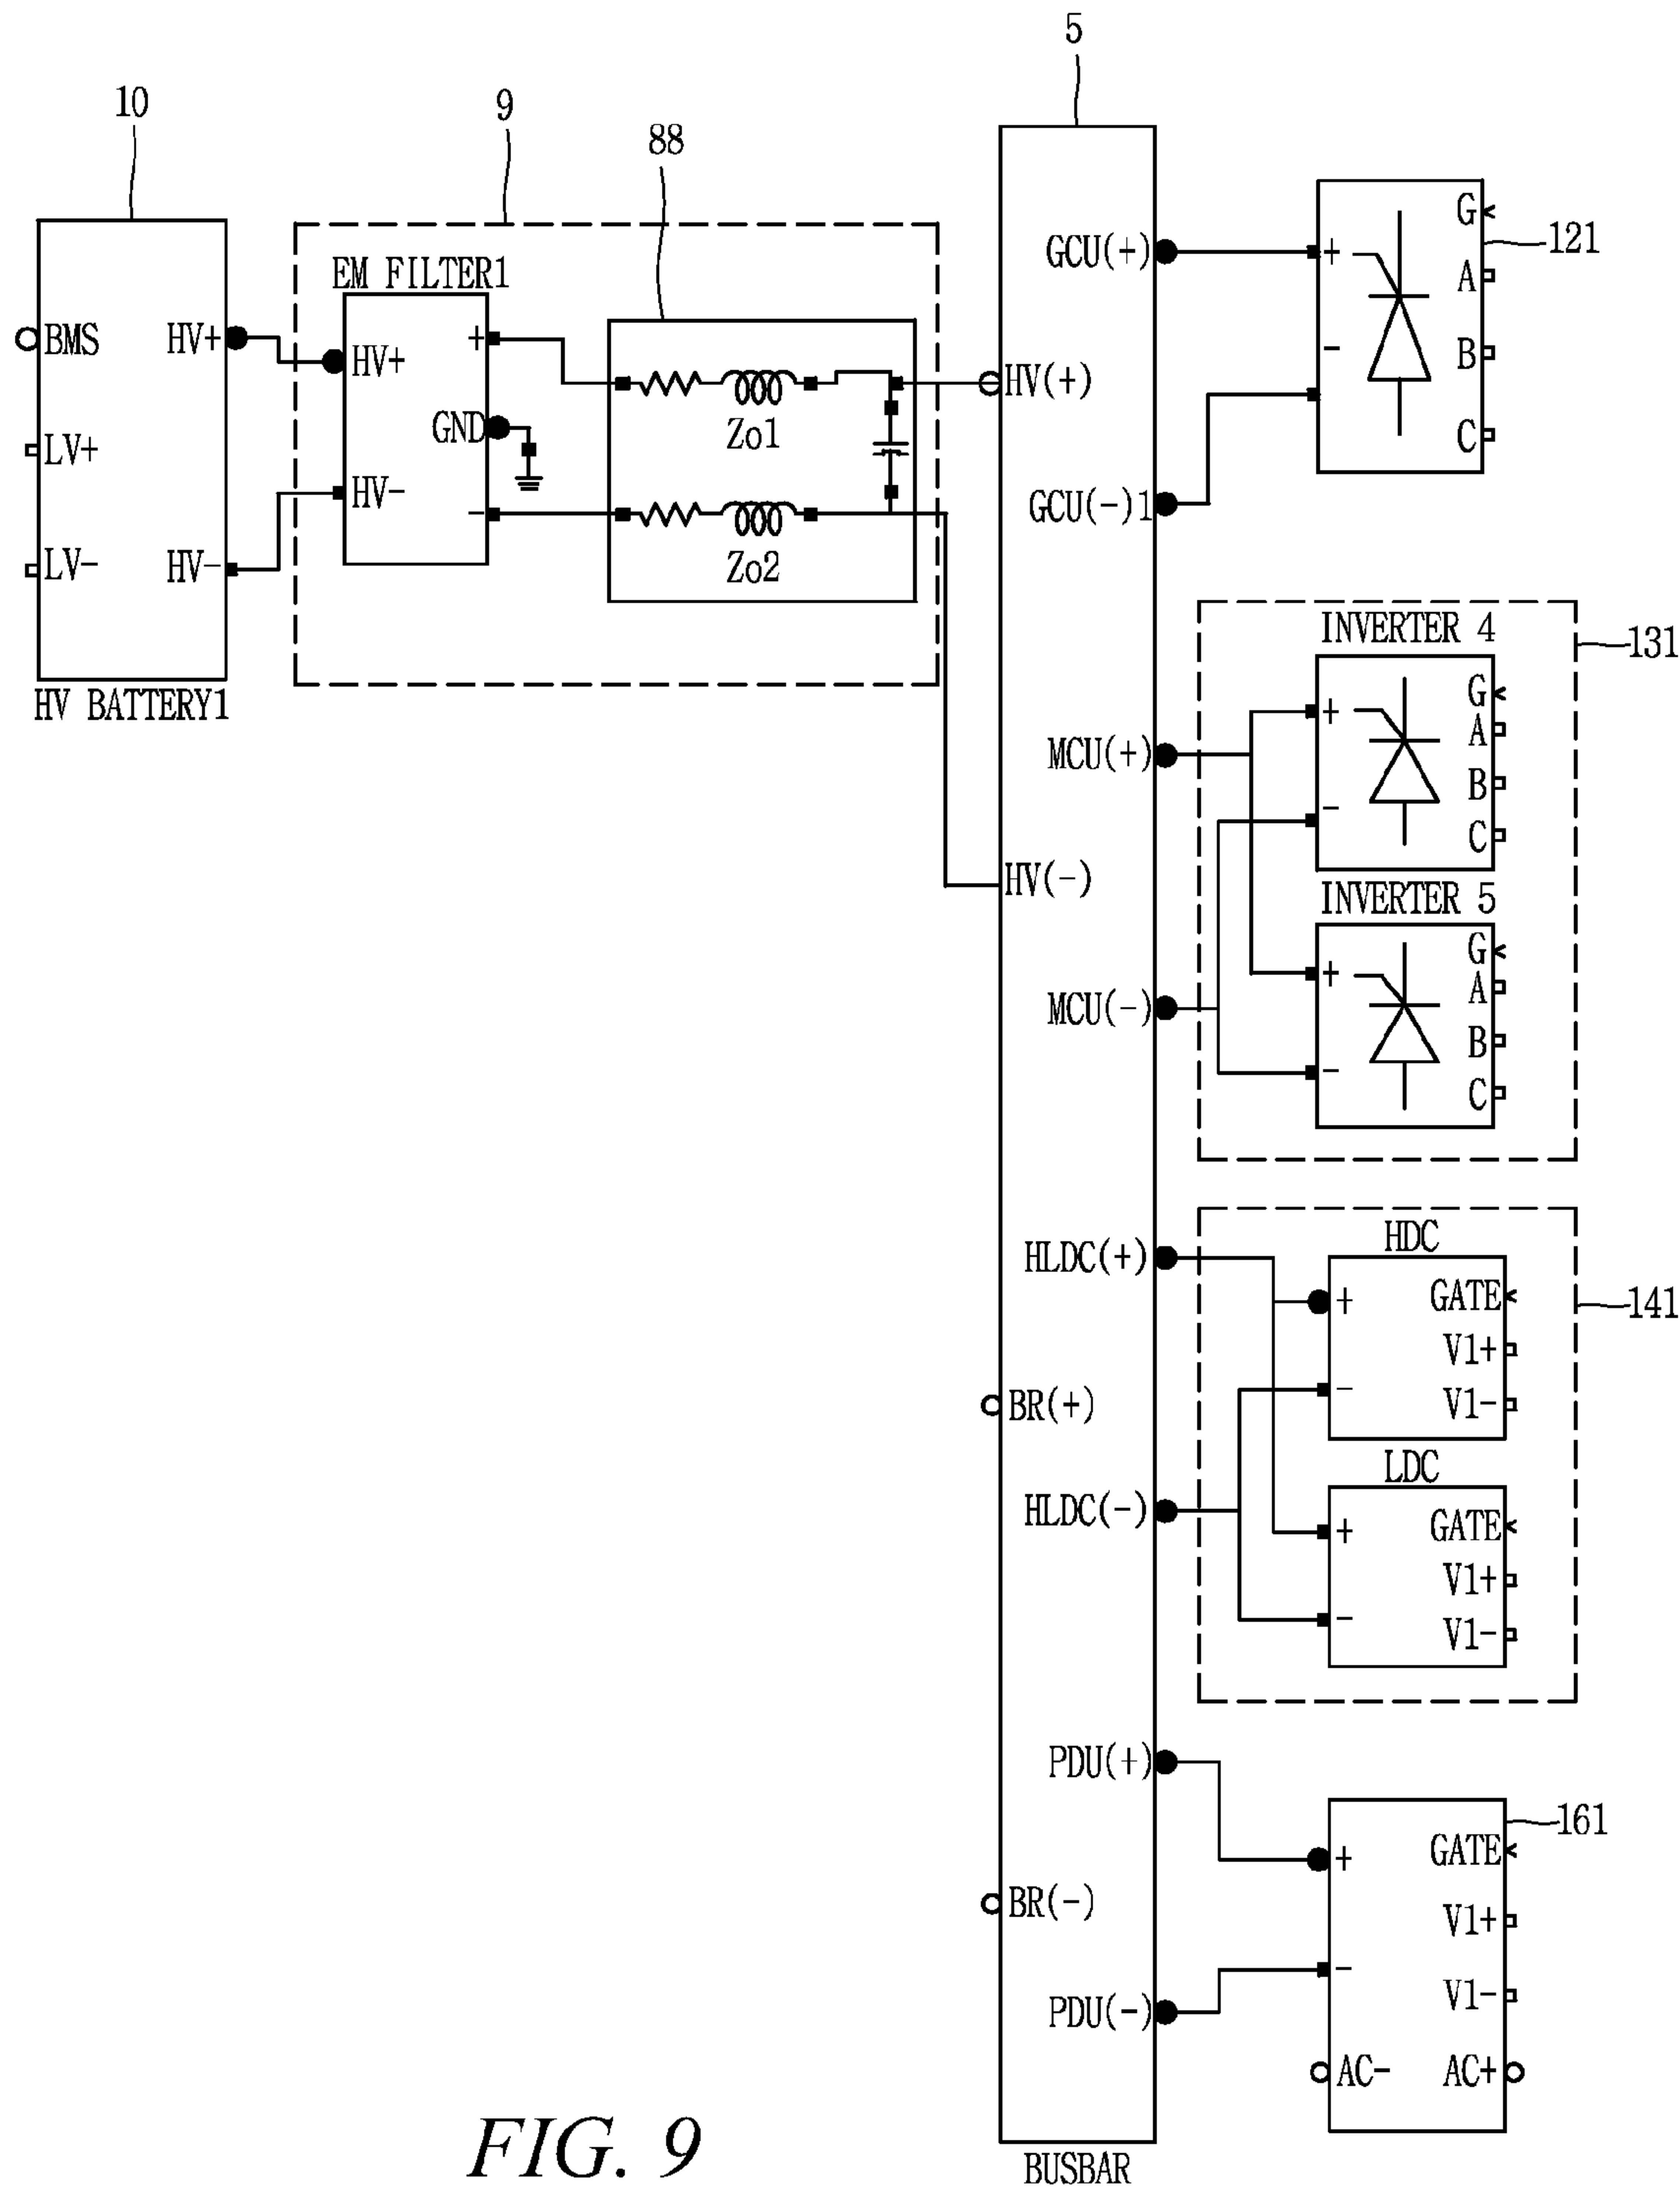 5
10
9
88
EM FILTER1
BMS
HV+
LV+
LV-
HV-
HV BATTERY1
HV+
+
GND
HV-
-
Zo1
Zo2
GCU(+)
HV(+)
GCU(-)1
MCU(+)
HV(-)
MCU(-)
HLDC(+)
BR(+)
HLDC(-)
PDU(+)
BR(-)
PDU(-)
BUSBAR
+
-
G
A
B
C
121
INVERTER 4
131
+
-
G
A
B
C
INVERTER 5
+
-
G
A
B
C
HDC
141
+
-
GATE
V1+
V1-
LDC
+
-
GATE
V1+
V1-
161
+
-
GATE
V1+
V1-
AC-
AC+
FIG. 9